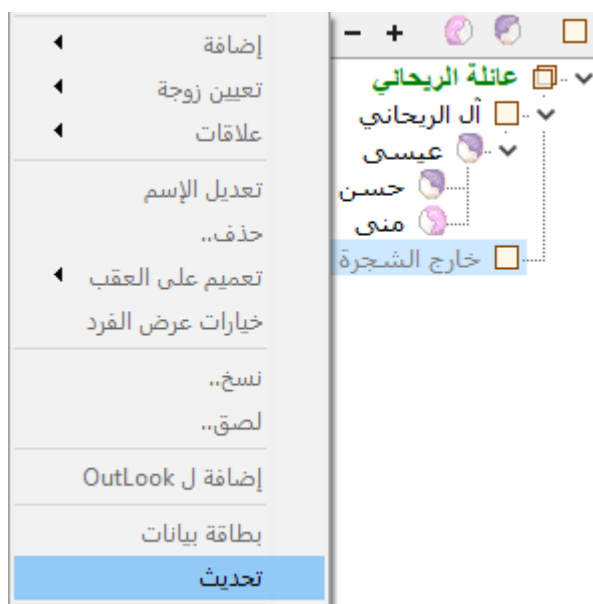 عائلة الريحاني
آل الريحاني
عيسى
حسن
منى
خارج الشجرة
إضافة
تعيين زوجة
علاقات
تعديل الإسم
حذف..
تعميم على العقب
خيارات عرض الفرد
نسخ..
لصق..
إضافة ل OutLook
بطاقة بيانات
تحديث